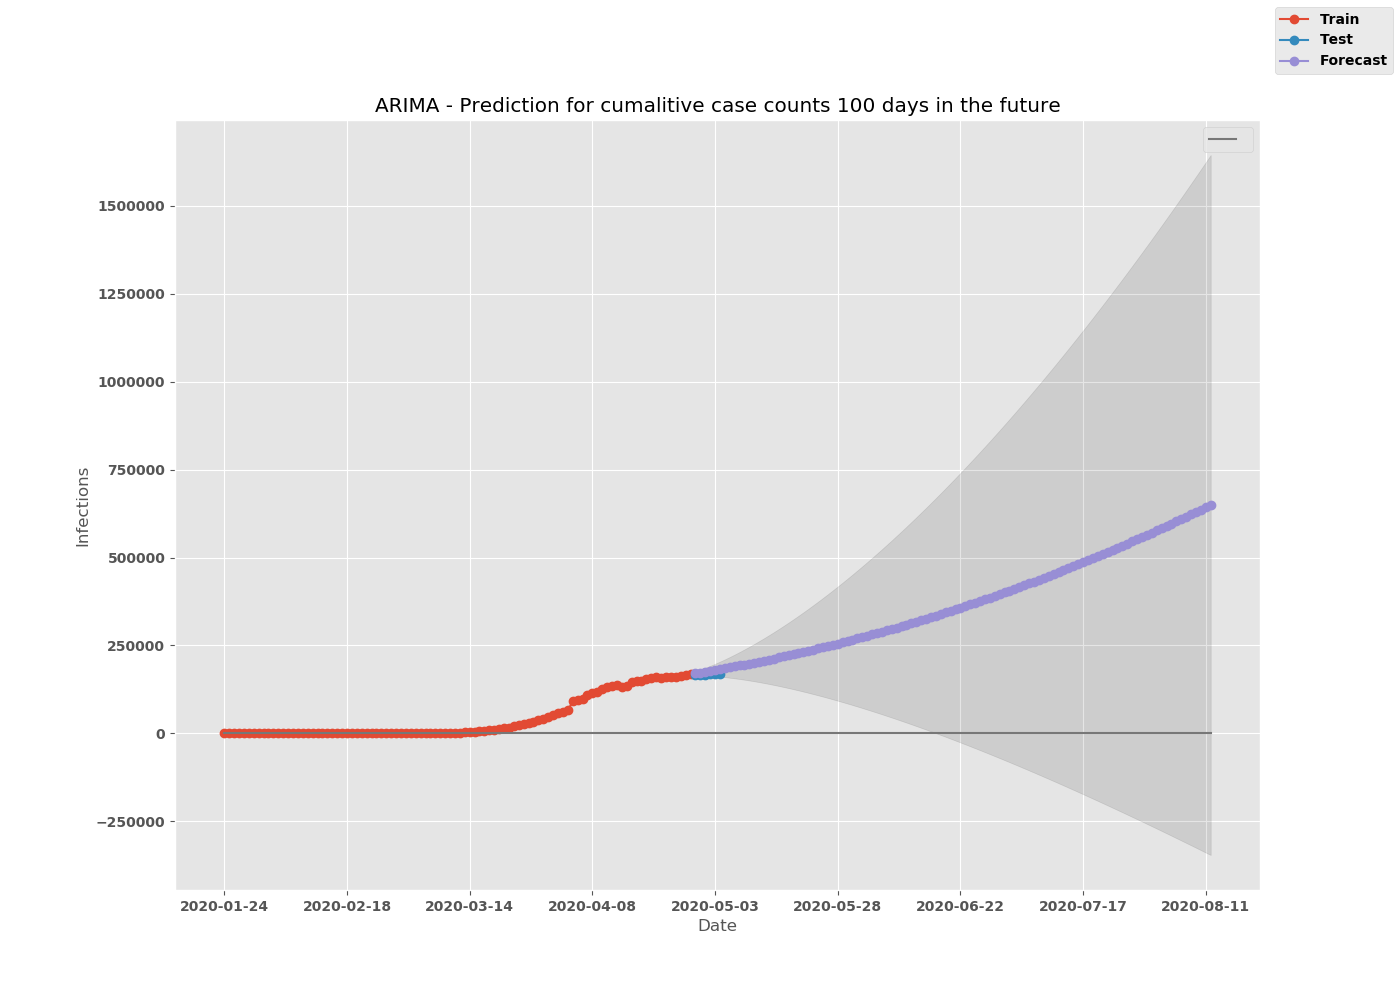 Train
Test
Forecast
ARIMA - Prediction for cumalitive case counts 100 days in the future
1500000
1250000
1000000
750000
500000
250000
0
−250000
Infections
2020-01-24 2020-02-18 2020-03-14 2020-04-08 2020-05-03 2020-05-28 2020-06-22 2020-07-17 2020-08-11
Date